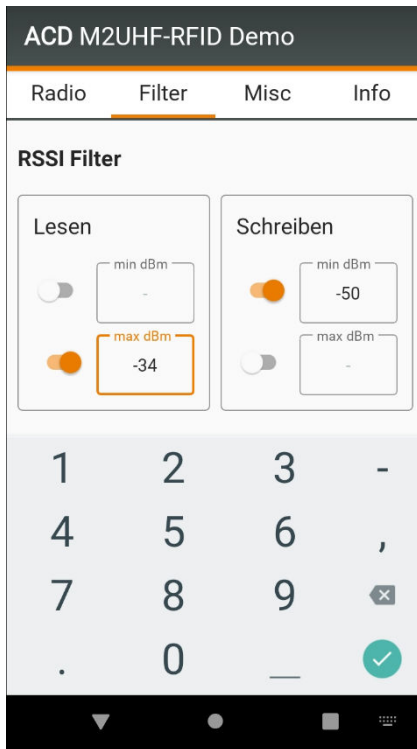 ACD M2UHF-RFID Demo
Radio Filter Misc Info
RSSI Filter
Lesen
min dBm
-
max dBm
-34
Schreiben
min dBm
-50
max dBm
-
1 2 3 -
4 5 6 ,
7 8 9
. 0 _